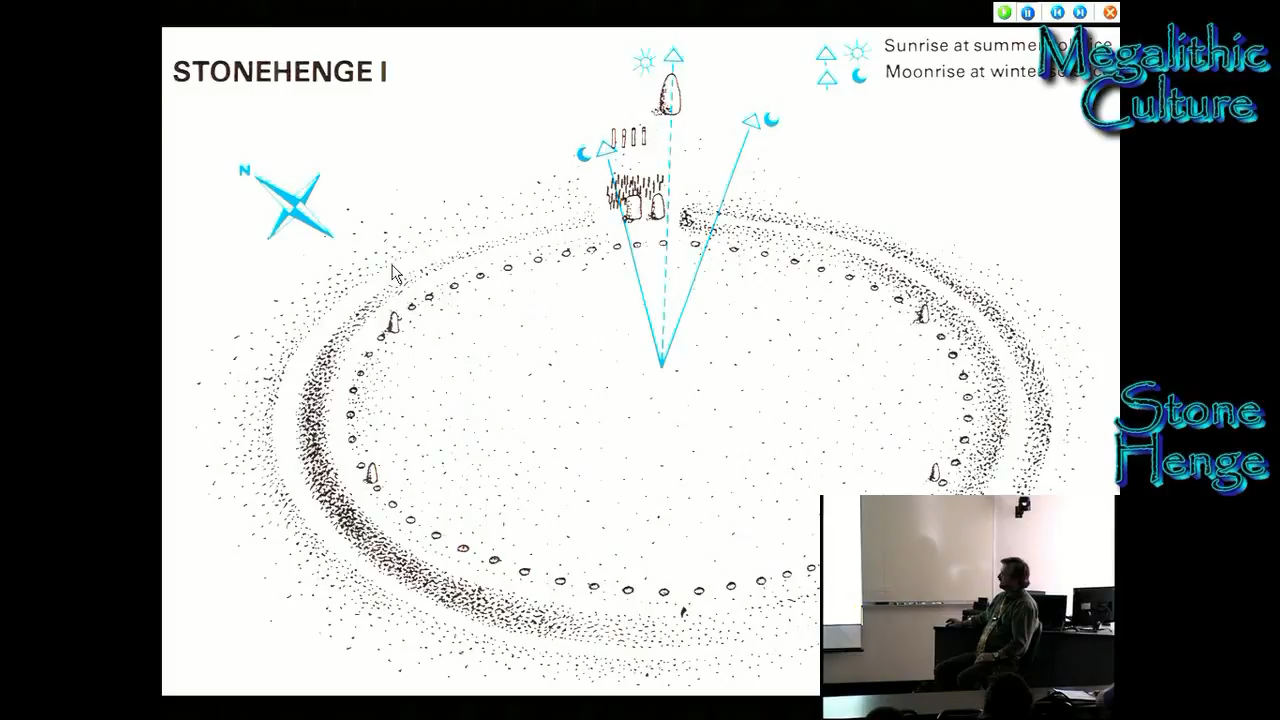 STONEHENGE I
N
Sunrise at summe
Moonrise at winte
Megalithic
Culture
Stone
Henge